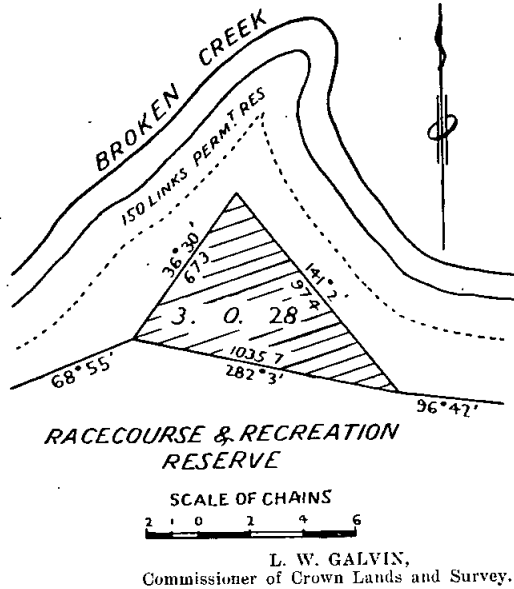 BROKEN CREEK
150 LINKS PERM.T RES
36°30'
673
141°2'
974
3. 0. 28
1035 7
282°3'
68°55'
96°42'
RACECOURSE & RECREATION
RESERVE
SCALE OF CHAINS
2 1 0 2 4 6
L. W. GALVIN,
Commissioner of Crown Lands and Survey.